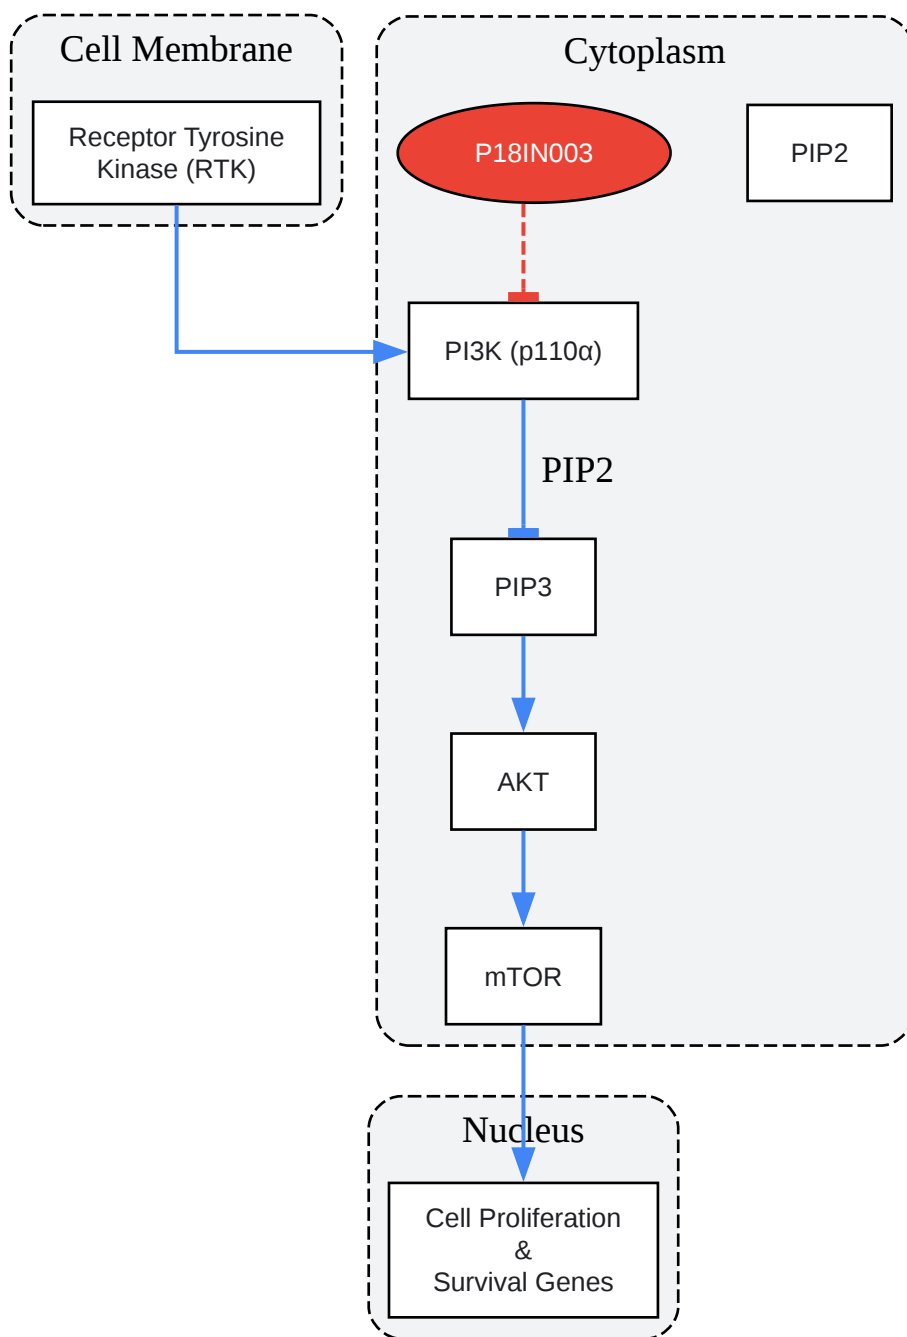 Cell Membrane
Receptor Tyrosine
Kinase (RTK)
Cytoplasm
P18IN003
PIP2
PI3K (p110α)
PIP2
PIP3
AKT
mTOR
Nucleus
Cell Proliferation
&
Survival Genes